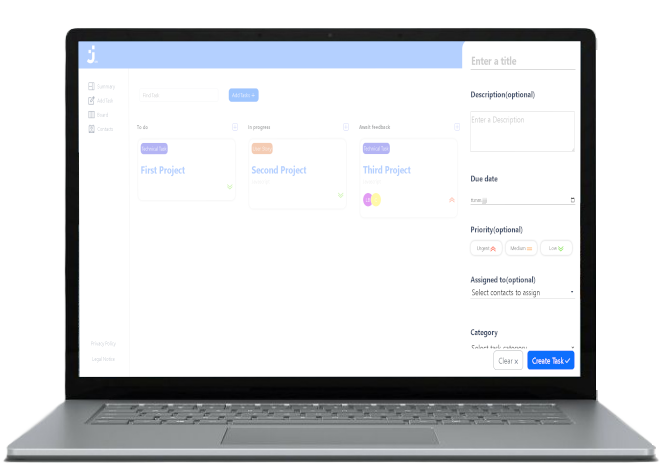 j
Summary
Add Task
Board
Contacts
Privacy Policy
Legal Notice
Find Task
Add Task +
To do
In progress
Await feedback
Technical Task
First Project
User Story
Second Project
Technical Task
Third Project
Enter a title
Description(optional)
Enter a Description
Due date
Priority(optional)
Urgent
Medium
Low
Assigned to(optional)
Select contacts to assign
Category
Select task category
Clear x
Create Task ✓